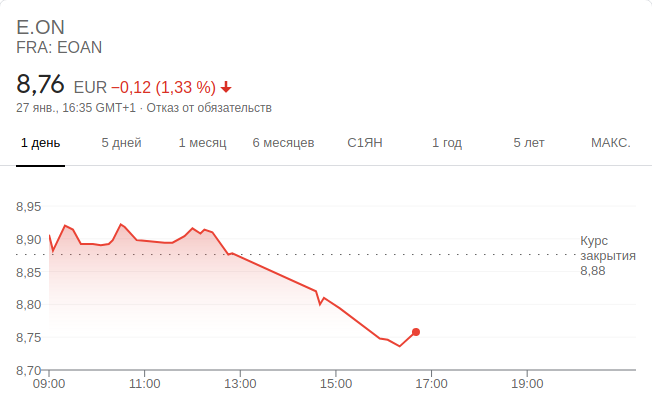 E.ON
FRA: EOAN
8,76 EUR −0,12 (1,33 %)
27 янв., 16:35 GMT+1 · Отказ от обязательств
1 день 5 дней 1 месяц 6 месяцев С1ЯН 1 год 5 лет МАКС.
8,95
8,90
8,85
8,80
8,75
8,70
Курс
закрытия
8,88
09:00 11:00 13:00 15:00 17:00 19:00